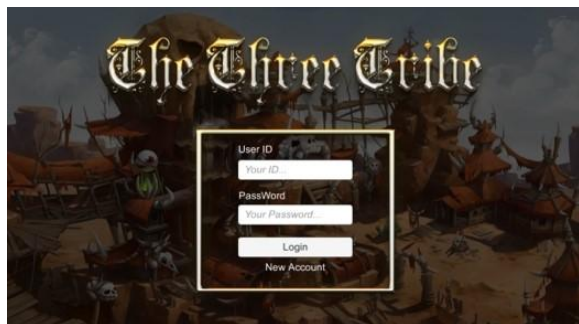 The Three Tribe
User ID
Your ID...
PassWord
Your Password...
Login
New Account